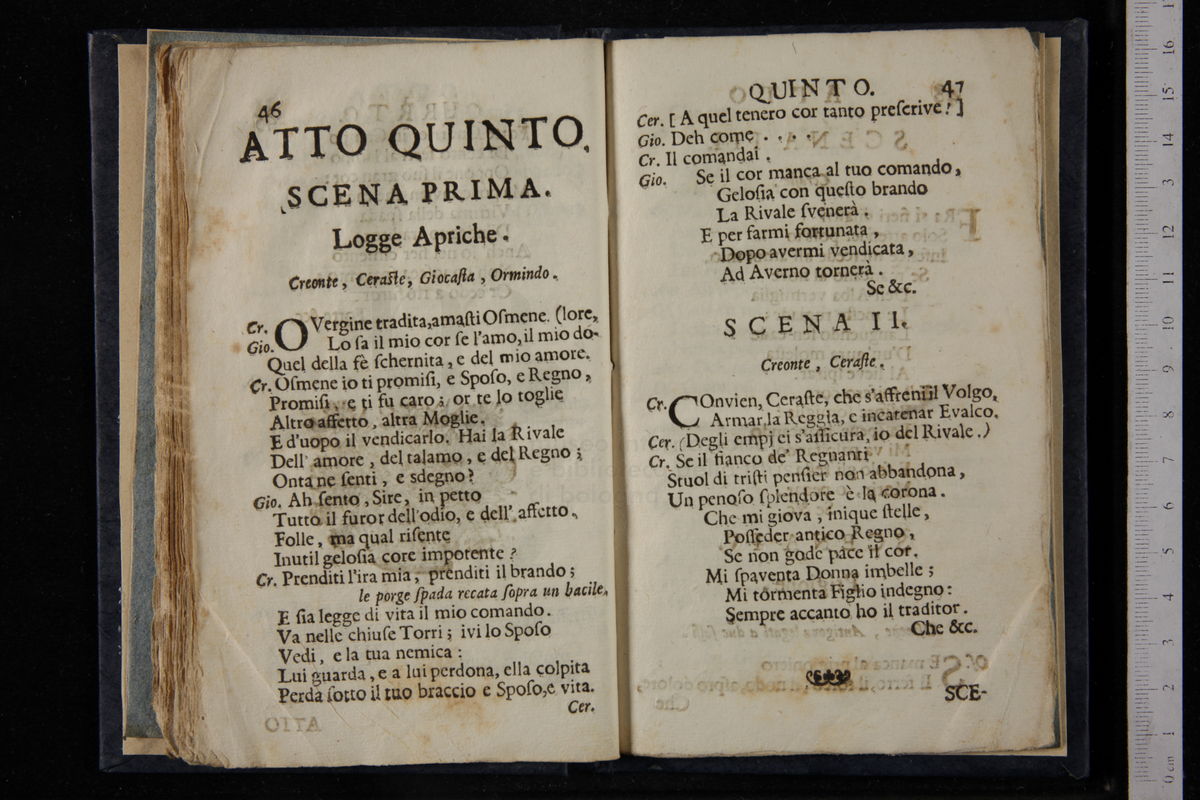 46
ATTO QUINTO.
SCENA PRIMA.
Logge Apriche.
Creonte, Ceraste, Giocasta, Ormindo.
Cr. O Vergine tradita, amasti Osmene. (lore,
Gio. Lo sa il mio cor se l'amo, il mio do-
Quel della fè schernita, e del mio amore.
Cr. Osmene io ti promisi, e Sposo, e Regno,
Promisi, e ti fu caro; or te lo toglie
Altro affetto, altra Moglie.
E d'uopo il vendicarlo. Hai la Rivale
Dell' amore, del talamo, e del Regno;
Onta ne senti, e sdegno?
Gio. Ah sento, Sire, in petto
Tutto il furor dell'odio, e dell' affetto.
Folle, ma qual risente
Inutil gelosia core impotente?
Cr. Prenditi l'ira mia, prenditi il brando;
le porge spada recata sopra un bacile.
E sia legge di vita il mio comando.
Va nelle chiuse Torri; ivi lo Sposo
Vedi, e la tua nemica:
Lui guarda, e a lui perdona, ella colpita
Perda sotto il tuo braccio e Sposo, e vita.
Cer.
QUINTO. 47
Cer. [ A quel tenero cor tanto prescrive! ]
Gio. Deh come . . . .
Cr. Il comandai.
Gio. Se il cor manca al tuo comando,
Gelosia con questo brando
La Rivale svenerà.
E per farmi fortunata,
Dopo avermi vendicata,
Ad Averno tornerà.
Se &c.
SCENA II.
Creonte, Ceraste.
Cr. COnvien, Ceraste, che s'affreni il Volgo,
Armar la Reggia, e incatenar Evalco.
Cer. (Degli empj ci s'assicura, io del Rivale.)
Cr. Se il fianco de' Regnanti
Stuol di tristi pensier non abbandona,
Un penoso splendore è la corona.
Che mi giova, inique stelle,
Posseder antico Regno,
Se non gode pace il cor.
Mi spaventa Donna imbelle;
Mi tormenta Figlio indegno:
Sempre accanto ho il traditor.
Che &c.
SCE-